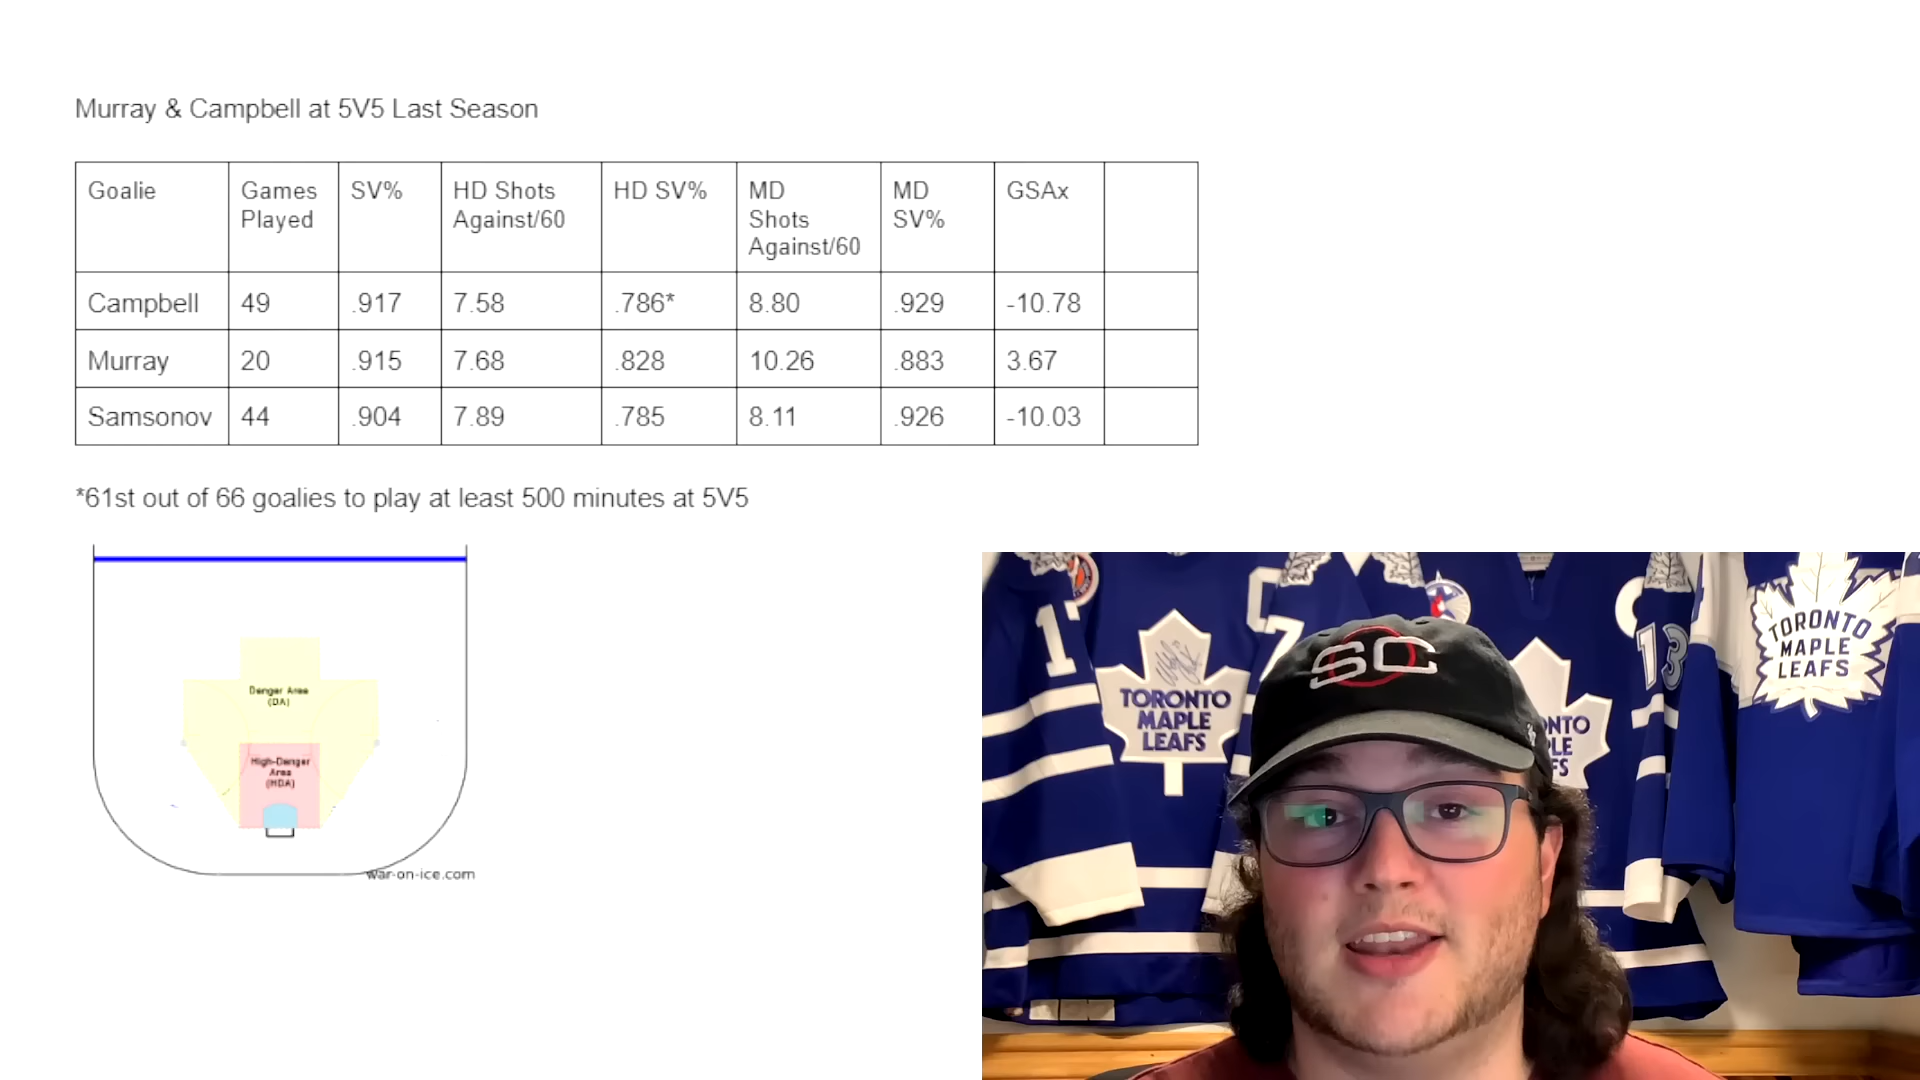 Murray & Campbell at 5V5 Last Season
Goalie Games Played SV% HD Shots Against/60 HD SV% MD Shots Against/60 MD SV% GSAx
Campbell 49 .917 7.58 .786* 8.80 .929 -10.78
Murray 20 .915 7.68 .828 10.26 .883 3.67
Samsonov 44 .904 7.89 .785 8.11 .926 -10.03
*61st out of 66 goalies to play at least 500 minutes at 5V5
Danger Area
(DA)
High-Danger
Area
(HDA)
war-on-ice.com
17
TORONTO
MAPLE
LEAFS
C
7
SC
13
TORONTO
MAPLE
LEAFS